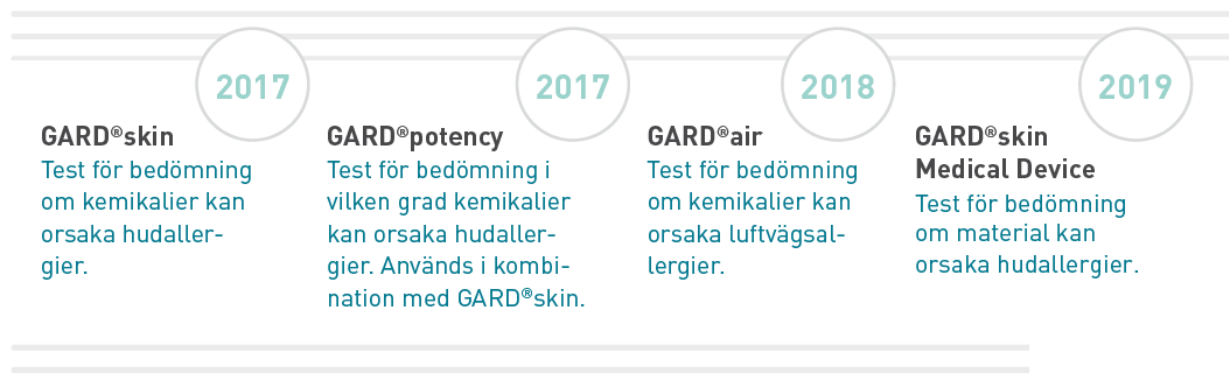 2017
GARD®skin
Test för bedömning
om kemikalier kan
orsaka hudaller-
gier.
2017
GARD®potency
Test för bedömning i
vilken grad kemikalier
kan orsaka hudaller-
gier. Används i kombi-
nation med GARD®skin.
2018
GARD®air
Test för bedömning
om kemikalier kan
orsaka luftvägsal-
lergier.
2019
GARD®skin
Medical Device
Test för bedömning
om material kan
orsaka hudallergier.